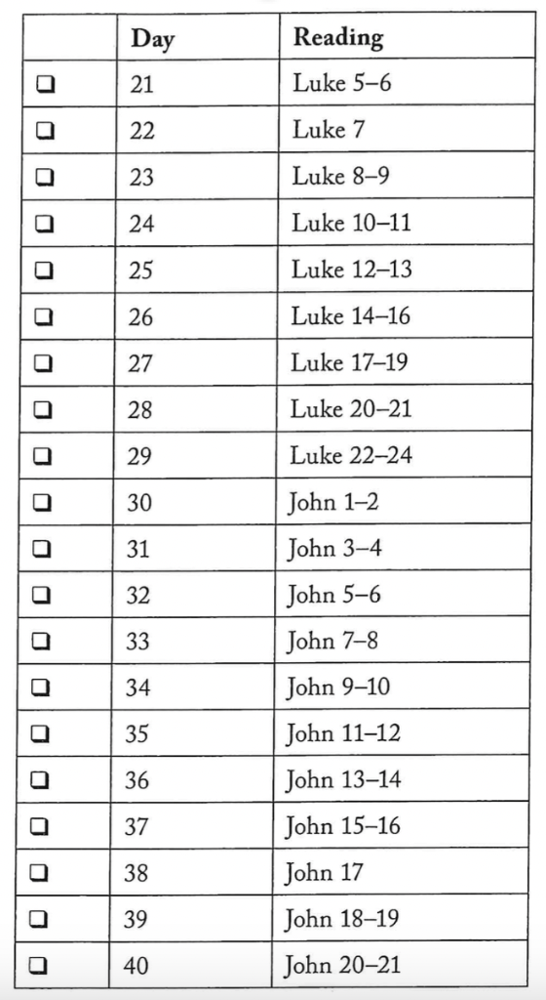 Day Reading
❑ 21 Luke 5–6
❑ 22 Luke 7
❑ 23 Luke 8–9
❑ 24 Luke 10–11
❑ 25 Luke 12–13
❑ 26 Luke 14–16
❑ 27 Luke 17–19
❑ 28 Luke 20–21
❑ 29 Luke 22–24
❑ 30 John 1–2
❑ 31 John 3–4
❑ 32 John 5–6
❑ 33 John 7–8
❑ 34 John 9–10
❑ 35 John 11–12
❑ 36 John 13–14
❑ 37 John 15–16
❑ 38 John 17
❑ 39 John 18–19
❑ 40 John 20–21